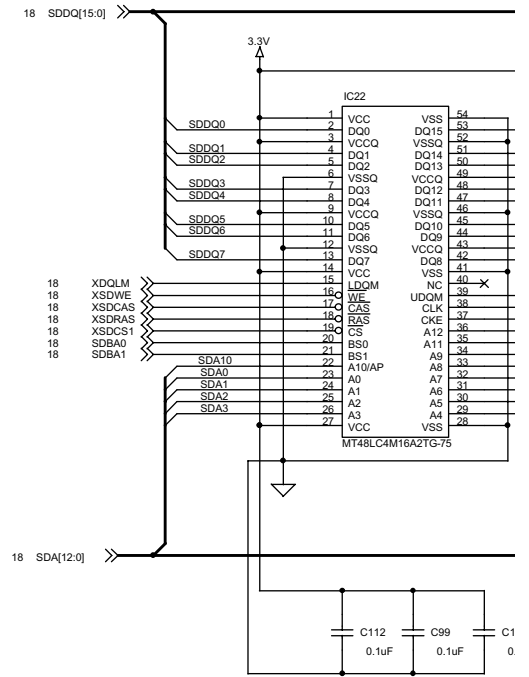 18 SDDQ[15:0]
3.3V
IC22
1 VCC VSS 54
SDDQ0 2 DQ0 DQ15 53
3 VCCQ VSSQ 52
SDDQ1 4 DQ1 DQ14 51
SDDQ2 5 DQ2 DQ13 50
6 VSSQ VCCQ 49
SDDQ3 7 DQ3 DQ12 48
SDDQ4 8 DQ4 DQ11 47
9 VCCQ VSSQ 46
SDDQ5 10 DQ5 DQ10 45
SDDQ6 11 DQ6 DQ9 44
12 VSSQ VCCQ 43
SDDQ7 13 DQ7 DQ8 42
14 VCC VSS 41
18 XDQLM 15 LDQM NC 40
18 XSDWE 16 WE UDQM 39
18 XSDCAS 17 CAS CLK 38
18 XSDRAS 18 RAS CKE 37
18 XSDCS1 19 CS A12 36
18 SDBA0 20 BS0 A11 35
18 SDBA1 21 BS1 A9 34
SDA10 22 A10/AP A8 33
SDA0 23 A0 A7 32
SDA1 24 A1 A6 31
SDA2 25 A2 A5 30
SDA3 26 A3 A4 29
27 VCC VSS 28
MT48LC4M16A2TG-75
18 SDA[12:0]
C112 C99 C1
0.1uF 0.1uF 0.